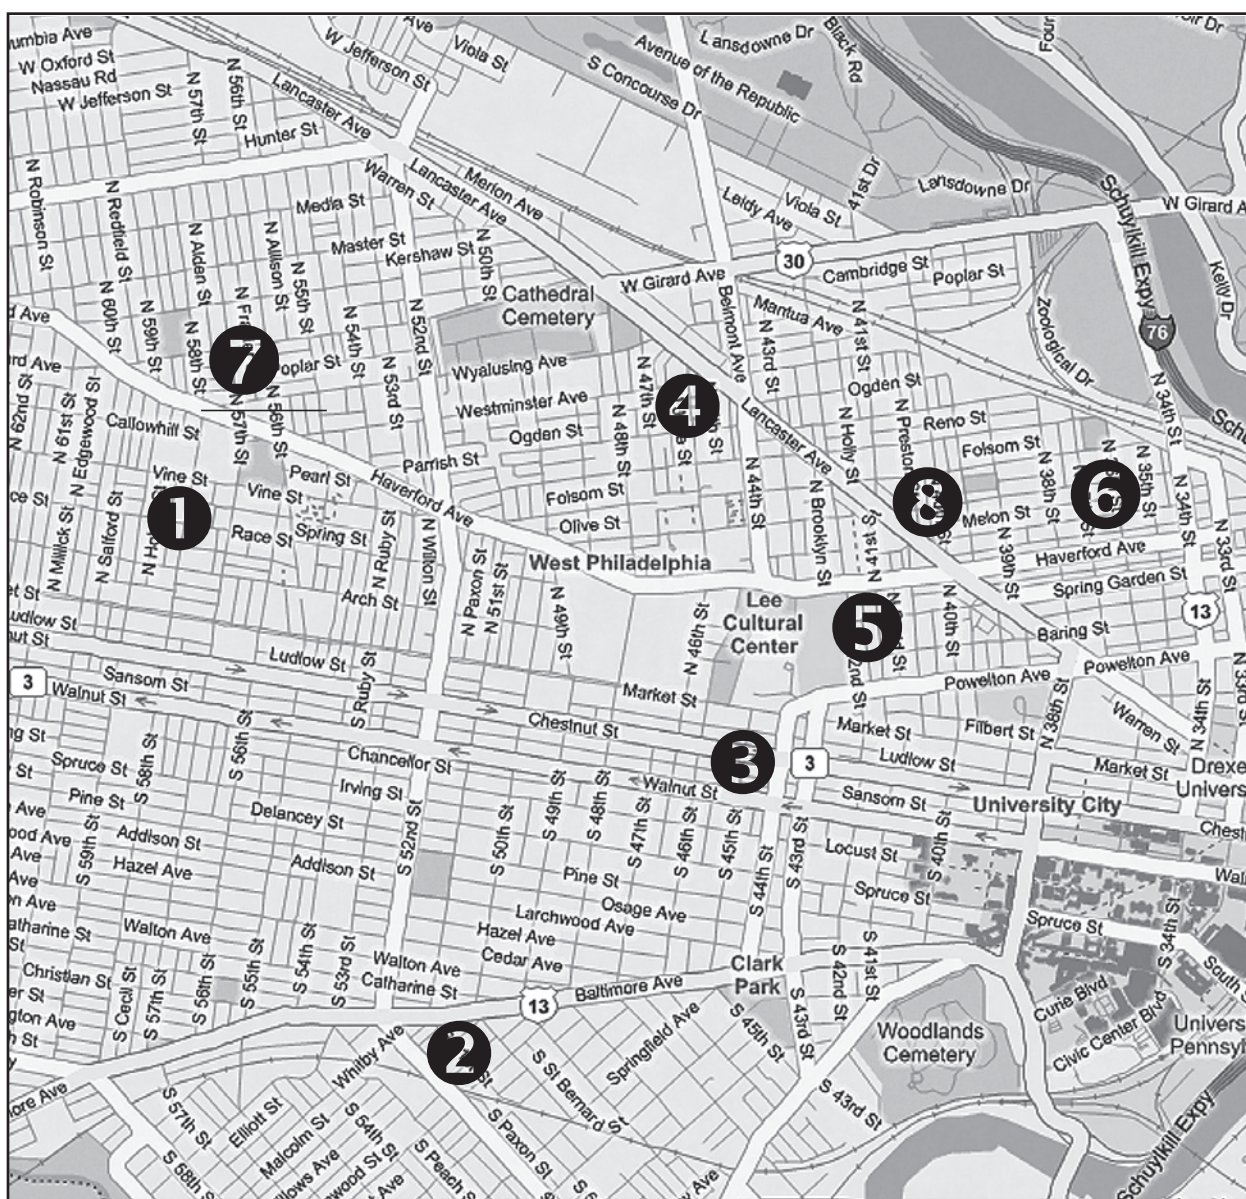 W Oxford St
Nassau Rd
W Jefferson St
N 57th St
N 56th St
Hunter St
Lancaster Ave
W Jefferson St
Ave
Viola St
Lansdowne Dr
Avenue of the Republic
S Concourse Dr
Black Rd
Schuylkill Expy
W Girard A
Kelly Dr
76
41st Dr
Lansdowne Dr
Viola St
Leidy Ave
Merion Ave
Lancaster Ave
Warren St
N Robinson St
N Redfield St
N Alden St
N Allison St
Media St
Master St
Kershaw St
N 50th St
Cathedral
Cemetery
W Girard Ave
30
Cambridge St
Poplar St
Mantua Ave
Belmont Ave
N 43rd St
N 41st St
Zoological Dr
N 60th St
N 59th St
N 58th St
N 55th St
N 54th St
N 53rd St
N 52nd St
7
Wyalusing Ave
Westminster Ave
Ogden St
N 47th St
N 48th St
4
Ogden St
Reno St
Folsom St
N 34th St
N 62nd St
N 61st St
N Edgewood St
Callowhill St
N 57th St
N 56th St
Pearl St
Parrish St
Haverford Ave
Lancaster Ave
N Holly St
N Preston
N 38th St
N 35th St
N 34th St
N 33rd St
Vine St
Vine St
1
Race St
Spring St
N Ruby St
N Wilton St
Folsom St
Olive St
N 44th St
N Brooklyn St
8
6
Melon St
N 39th St
Haverford Ave
Spring Garden St
N Millick St
N Salford St
Arch St
N Paxon St
N 51st St
N 49th St
West Philadelphia
N 46th St
Lee
Cultural
Center
5
N 41st St
N 40th St
Baring St
13
Powelton Ave
Powelton Ave
Ludlow St
Ludlow St
3
Sansom St
Walnut St
S Ruby St
Market St
Chestnut St
3
3
Market St
Ludlow St
Filbert St
N 38th St
Warren St
N 34th St
Market St
Drexe
Univers
Spruce St
S 58th St
S 56th St
Chancellor St
Irving St
Walnut St
Sansom St
University City
Pine St
Delancey St
S 52nd St
S 50th St
S 49th St
S 48th St
S 47th St
S 46th St
S 45th St
S 44th St
S 43rd St
Locust St
S 40th St
Addison St
Hazel Ave
S 59th St
Addison St
Pine St
Osage Ave
Larchwood Ave
Hazel Ave
Cedar Ave
Spruce St
Spruce St
S 34th St
South S
Walton Ave
Christian St
S Cecil St
S 57th St
S 56th St
S 55th St
S 54th St
S 53rd St
Walton Ave
Catharine St
13
Baltimore Ave
Clark
Park
S 42nd St
S 41st St
Curie Blvd
Civic Center Blvd
Univers
Pennsyl
Woodlands
Cemetery
2
Whitby Ave
S St Bernard St
Springfield Ave
S 45th St
S 43rd St
S 43rd St
S 57th St
S 58th St
Elliott St
Malcolm St
S 54th St
S Peach S
S Paxon St
Schuylkill Expy